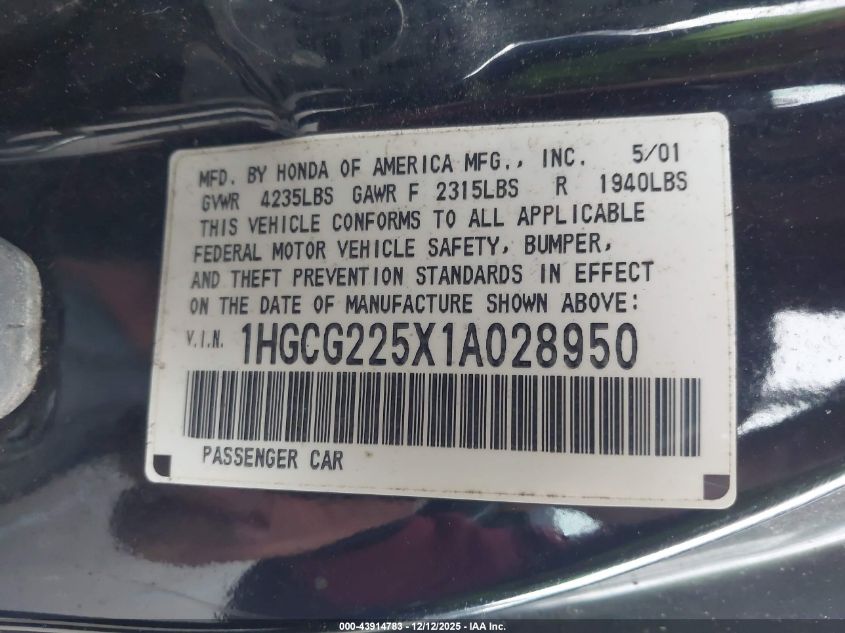 MFD. BY HONDA OF AMERICA MFG., INC. 5/01
GVWR 4235LBS GAWR F 2315LBS R 1940LBS
THIS VEHICLE CONFORMS TO ALL APPLICABLE
FEDERAL MOTOR VEHICLE SAFETY, BUMPER,
AND THEFT PREVENTION STANDARDS IN EFFECT
ON THE DATE OF MANUFACTURE SHOWN ABOVE:
V.I.N. 1HGCG225X1A028950
PASSENGER CAR
000-43914783 - 12/12/2025 - IAA Inc.